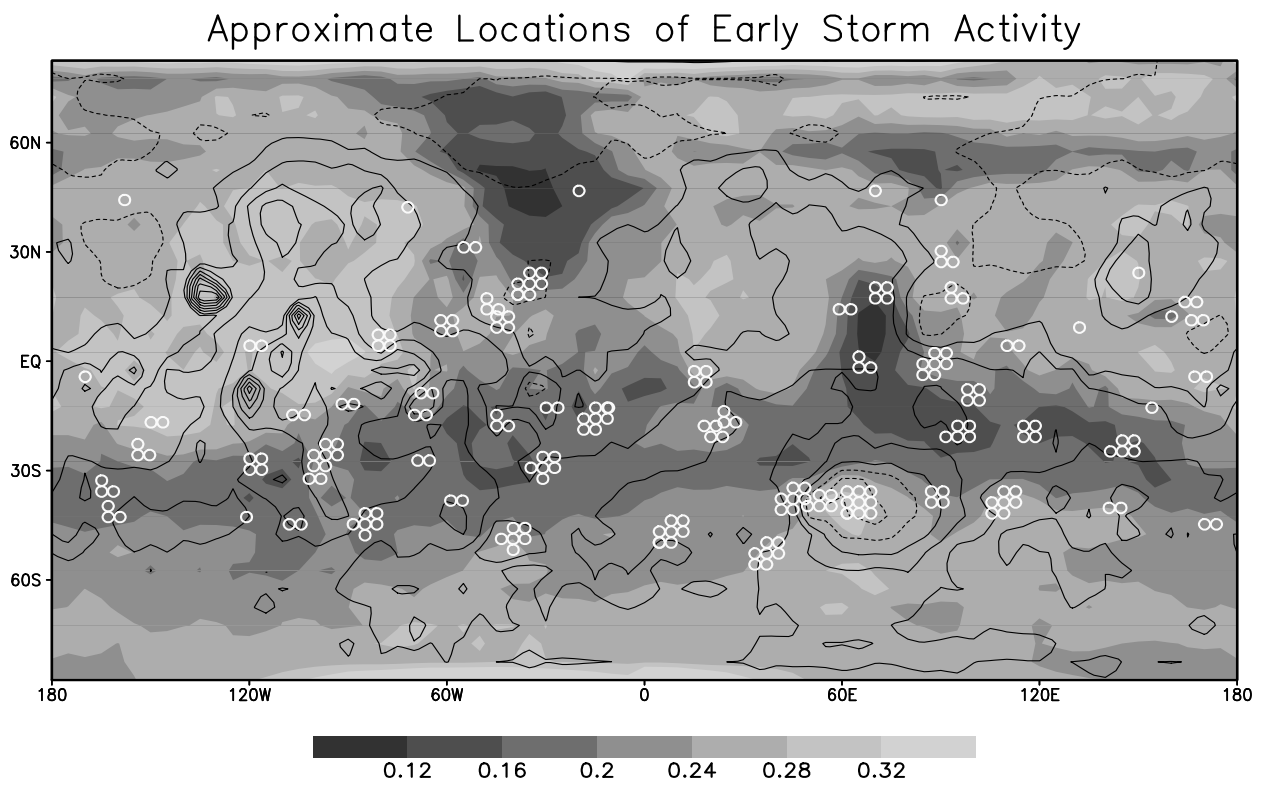 Approximate Locations of Early Storm Activity
60N
30N
EQ
30S
60S
180 120W 60W 0 60E 120E 180
0.12 0.16 0.2 0.24 0.28 0.32